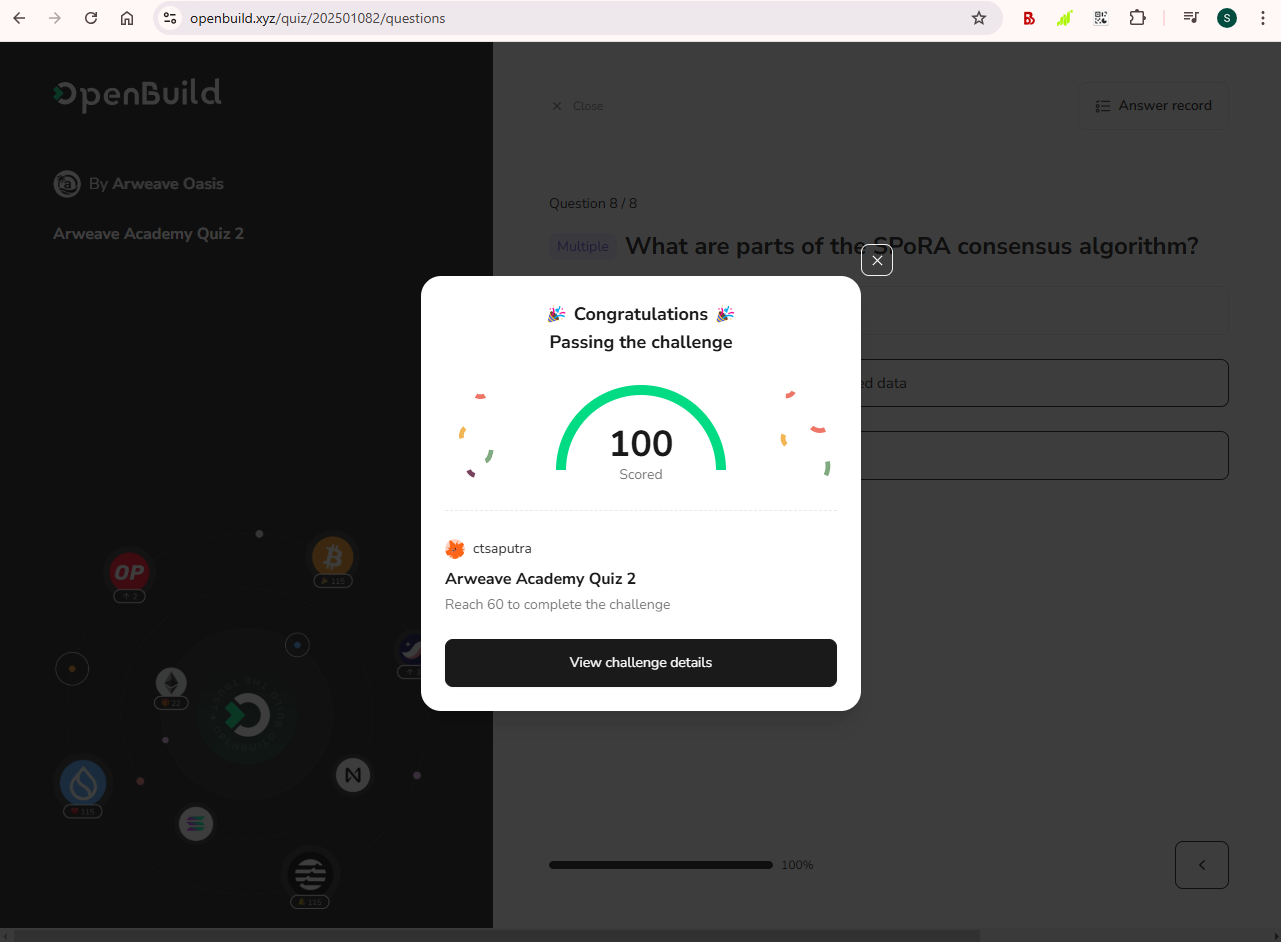 openbuild.xyz/quiz/202501082/questions
B
S
OpenBuild
By Arweave Oasis
Arweave Academy Quiz 2
Close
Answer record
Question 8 / 8
Multiple What are parts of the SPoRA consensus algorithm?
ed data
🎉 Congratulations 🎉
Passing the challenge
100
Scored
ctsaputra
Arweave Academy Quiz 2
Reach 60 to complete the challenge
View challenge details
OP
2
115
22
115
115
100%